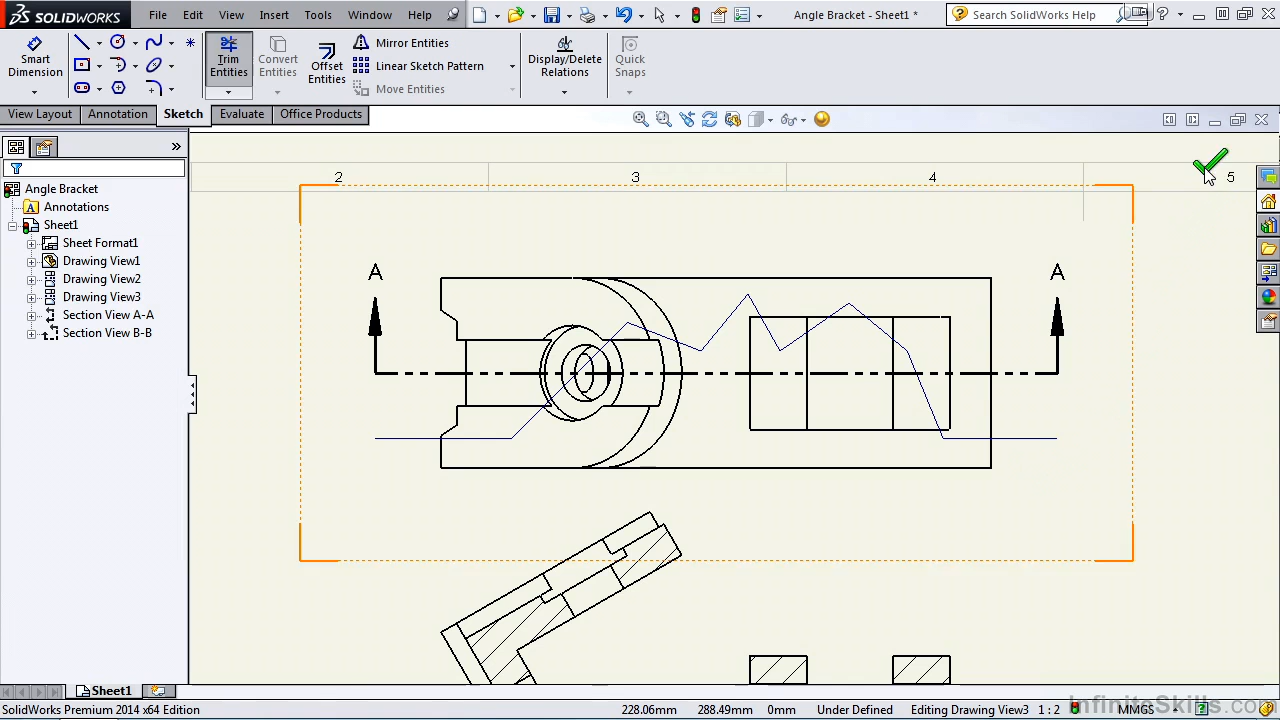 SOLIDWORKS File Edit View Insert Tools Window Help Angle Bracket - Sheet1 * Search SolidWorks Help
Smart Dimension
Trim Entities
Convert Entities
Offset Entities
Mirror Entities
Linear Sketch Pattern
Move Entities
Display/Delete Relations
Quick Snaps
View Layout Annotation Sketch Evaluate Office Products
2 3 4 5
Angle Bracket
Annotations
Sheet1
Sheet Format1
Drawing View1
Drawing View2
Drawing View3
Section View A-A
Section View B-B
A A
Sheet1
InfiniteSkills.com
SolidWorks Premium 2014 x64 Edition 228.06mm 288.49mm 0mm Under Defined Editing Drawing View3 1 : 2 MMGS